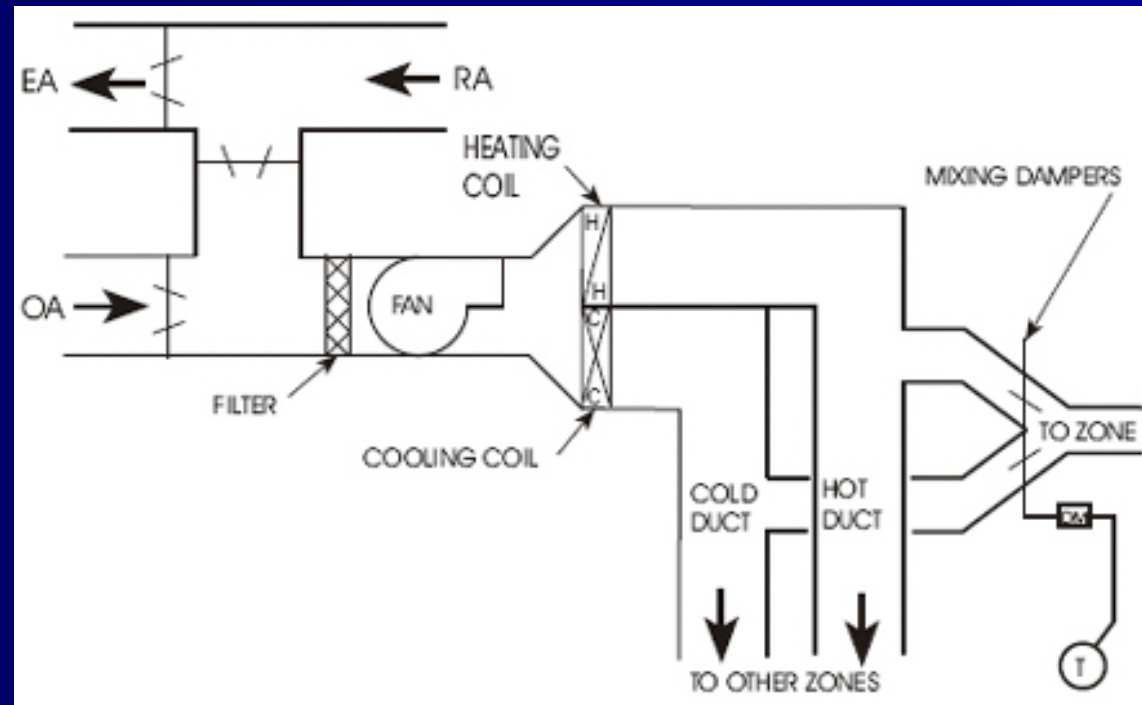 EA
RA
HEATING
COIL
MIXING DAMPERS
H
H
OA
FAN
C
C
FILTER
COOLING COIL
TO ZONE
COLD
DUCT
HOT
DUCT
DM
TO OTHER ZONES
T